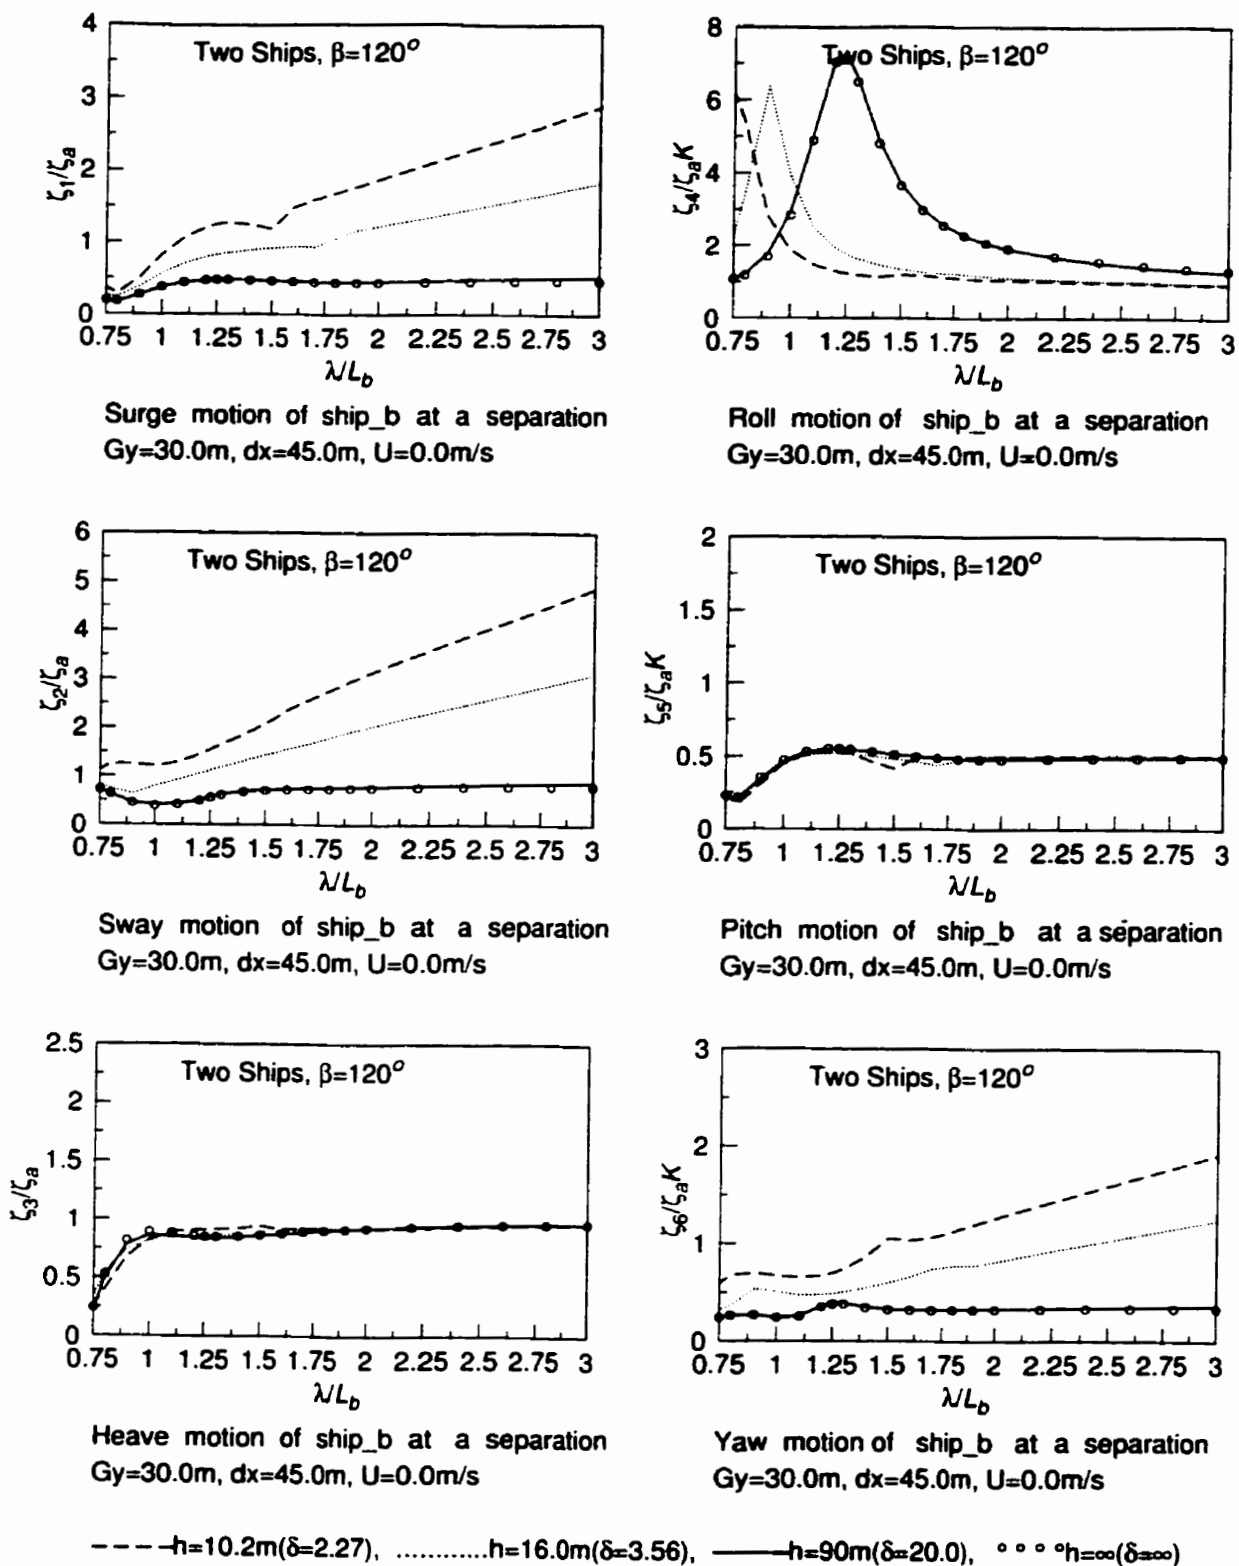 4
3
2
1
0
ζ1/ζa
Two Ships, β=120°
0.75 1 1.25 1.5 1.75 2 2.25 2.5 2.75 3
λ/Lb
Surge motion of ship_b at a separation
Gy=30.0m, dx=45.0m, U=0.0m/s
8
6
4
2
0
ζ4/ζaK
Two Ships, β=120°
0.75 1 1.25 1.5 1.75 2 2.25 2.5 2.75 3
λ/Lb
Roll motion of ship_b at a separation
Gy=30.0m, dx=45.0m, U=0.0m/s
6
5
4
3
2
1
0
ζ2/ζa
Two Ships, β=120°
0.75 1 1.25 1.5 1.75 2 2.25 2.5 2.75 3
λ/Lb
Sway motion of ship_b at a separation
Gy=30.0m, dx=45.0m, U=0.0m/s
2
1.5
1
0.5
0
ζ5/ζaK
Two Ships, β=120°
0.75 1 1.25 1.5 1.75 2 2.25 2.5 2.75 3
λ/Lb
Pitch motion of ship_b at a separation
Gy=30.0m, dx=45.0m, U=0.0m/s
2.5
2
1.5
1
0.5
0
ζ3/ζa
Two Ships, β=120°
0.75 1 1.25 1.5 1.75 2 2.25 2.5 2.75 3
λ/Lb
Heave motion of ship_b at a separation
Gy=30.0m, dx=45.0m, U=0.0m/s
3
2
1
0
ζ6/ζaK
Two Ships, β=120°
0.75 1 1.25 1.5 1.75 2 2.25 2.5 2.75 3
λ/Lb
Yaw motion of ship_b at a separation
Gy=30.0m, dx=45.0m, U=0.0m/s
h=10.2m(δ=2.27), ............h=16.0m(δ=3.56), h=90m(δ=20.0), ° ° ° °h=∞(δ=∞)